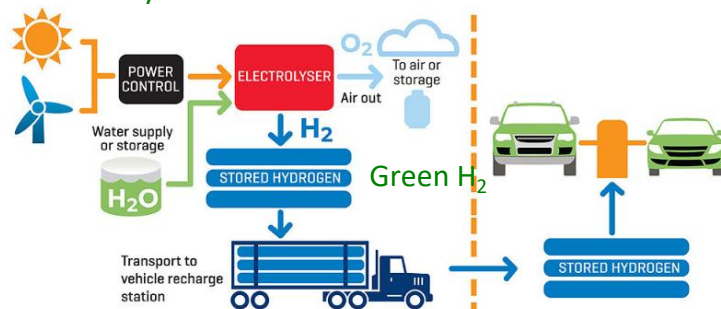 POWER
CONTROL
ELECTROLYSER
O₂
To air or
storage
Air out
Water supply
or storage
H₂O
H₂
STORED HYDROGEN
Green H₂
Transport to
vehicle recharge
station
STORED HYDROGEN